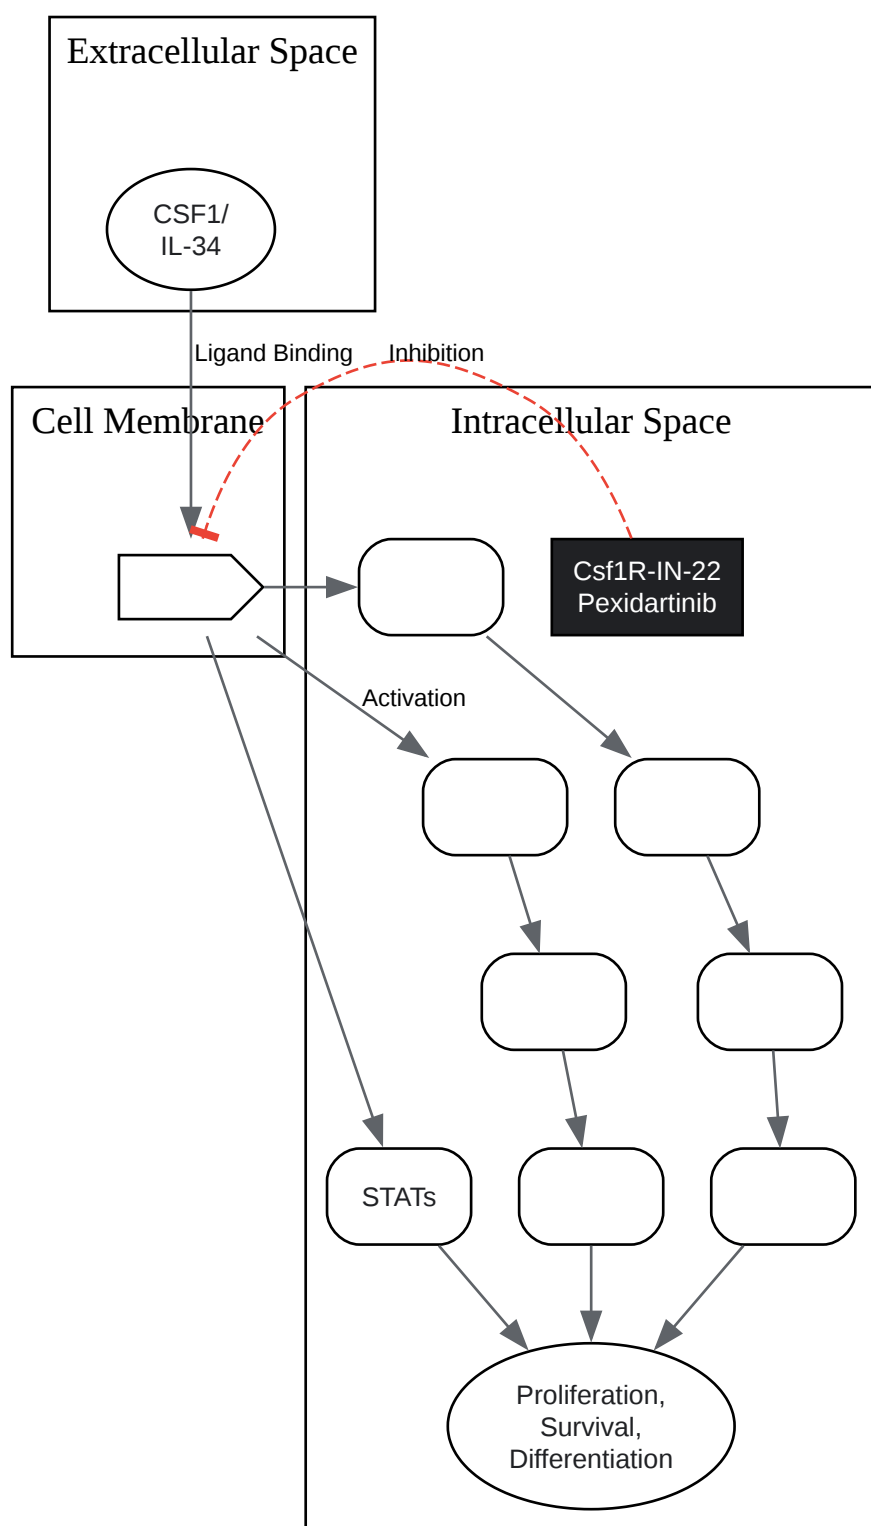 Extracellular Space
CSF1/
IL-34
Ligand Binding
Inhibition
Cell Membrane
Intracellular Space
Csf1R-IN-22
Pexidartinib
Activation
STATs
Proliferation,
Survival,
Differentiation